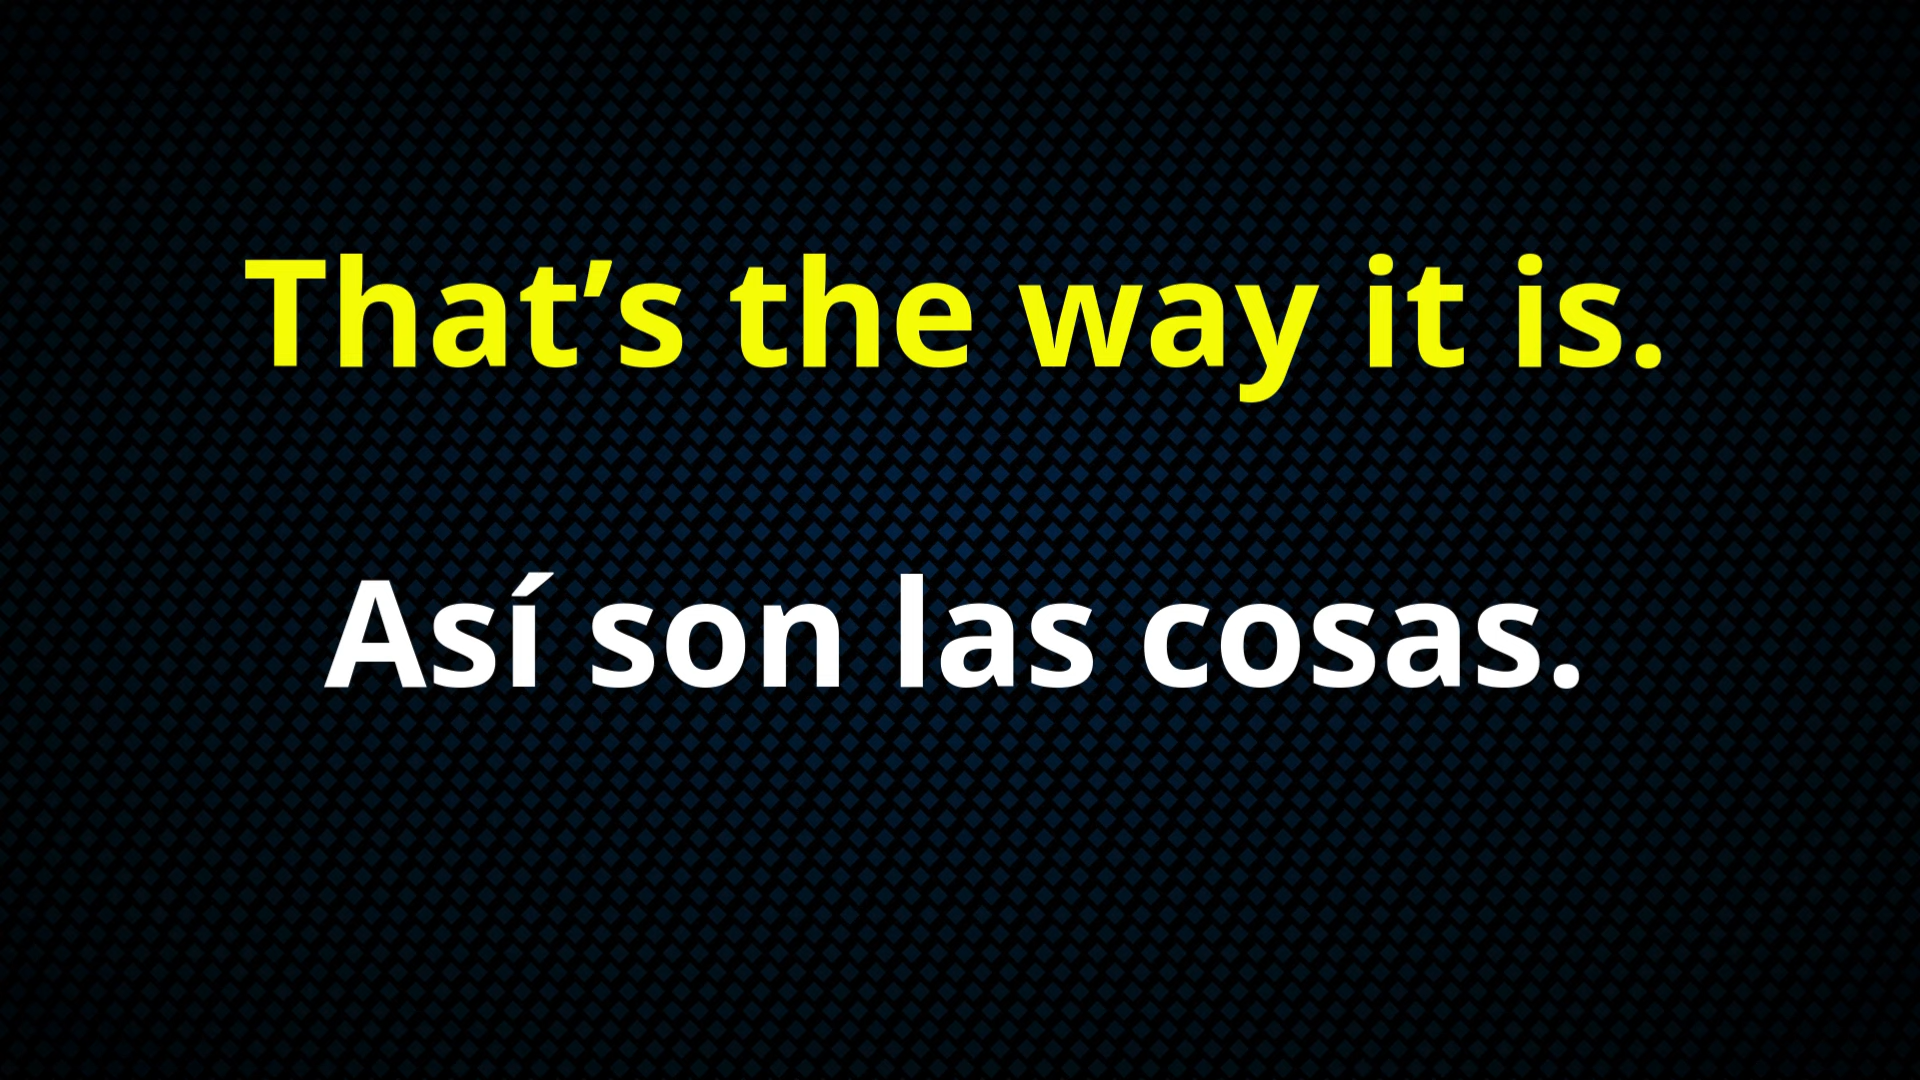 That’s the way it is.
Así son las cosas.